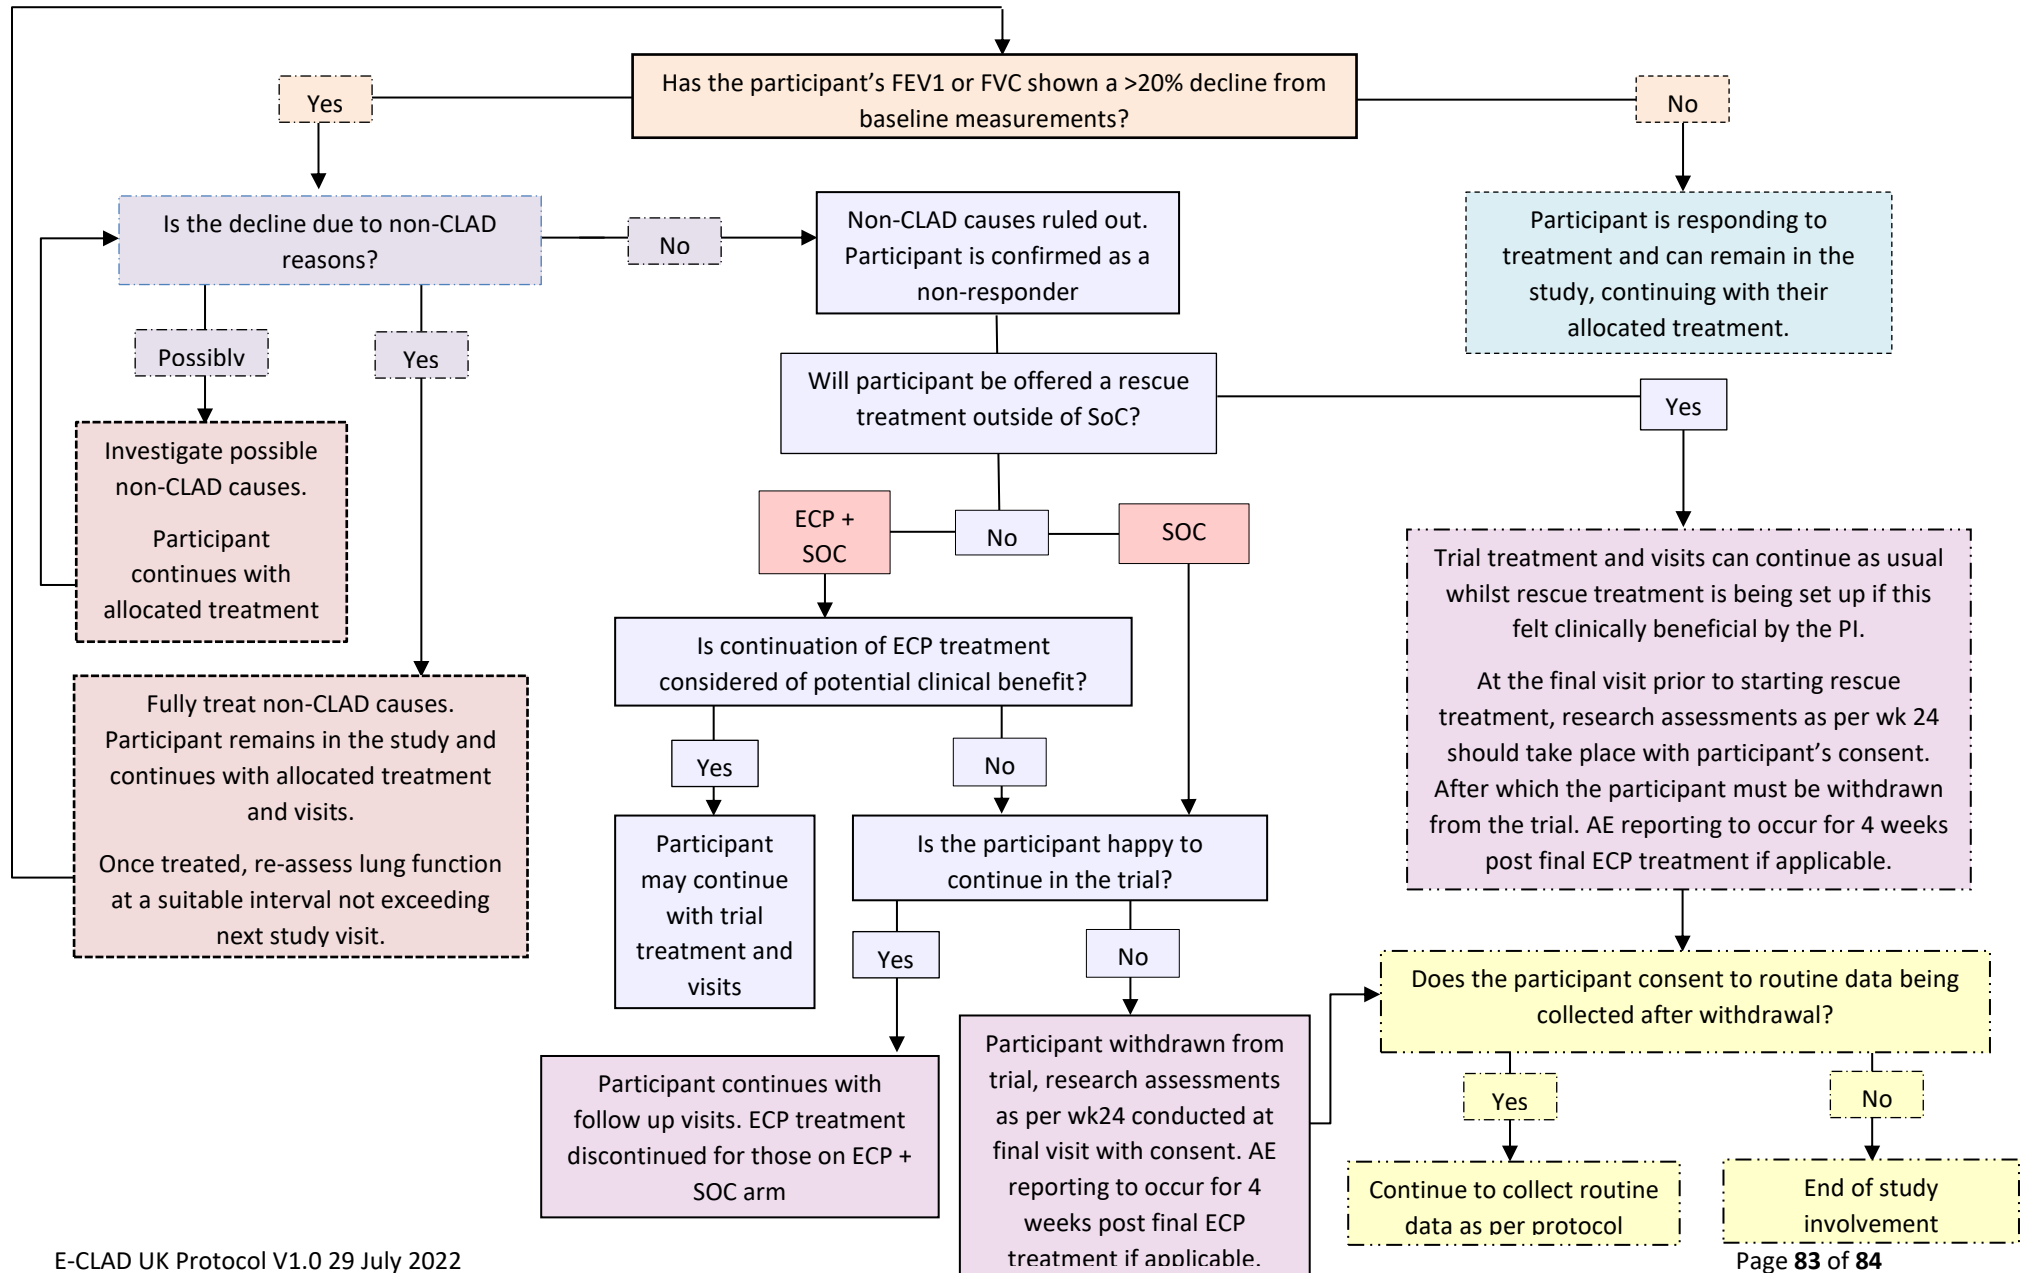 Has the participant's FEV1 or FVC shown a >20% decline from
baseline measurements?
Yes
No
Is the decline due to non-CLAD
reasons?
No
Non-CLAD causes ruled out.
Participant is confirmed as a
non-responder
Participant is responding to
treatment and can remain in the
study, continuing with their
allocated treatment.
Possibly
Yes
Will participant be offered a rescue
treatment outside of SoC?
Yes
Investigate possible
non-CLAD causes.
Participant
continues with
allocated treatment
ECP +
SOC
No
SOC
Trial treatment and visits can continue as usual
whilst rescue treatment is being set up if this
felt clinically beneficial by the PI.
At the final visit prior to starting rescue
treatment, research assessments as per wk 24
should take place with participant's consent.
After which the participant must be withdrawn
from the trial. AE reporting to occur for 4 weeks
post final ECP treatment if applicable.
Is continuation of ECP treatment
considered of potential clinical benefit?
Fully treat non-CLAD causes.
Participant remains in the study and
continues with allocated treatment
and visits.
Once treated, re-assess lung function
at a suitable interval not exceeding
next study visit.
Yes
No
Participant
may continue
with trial
treatment and
visits
Is the participant happy to
continue in the trial?
Yes
No
Does the participant consent to routine data being
collected after withdrawal?
Participant continues with
follow up visits. ECP treatment
discontinued for those on ECP +
SOC arm
Participant withdrawn from
trial, research assessments
as per wk24 conducted at
final visit with consent. AE
reporting to occur for 4
weeks post final ECP
treatment if applicable.
Yes
No
Continue to collect routine
data as per protocol
End of study
involvement
E-CLAD UK Protocol V1.0 29 July 2022
Page 83 of 84